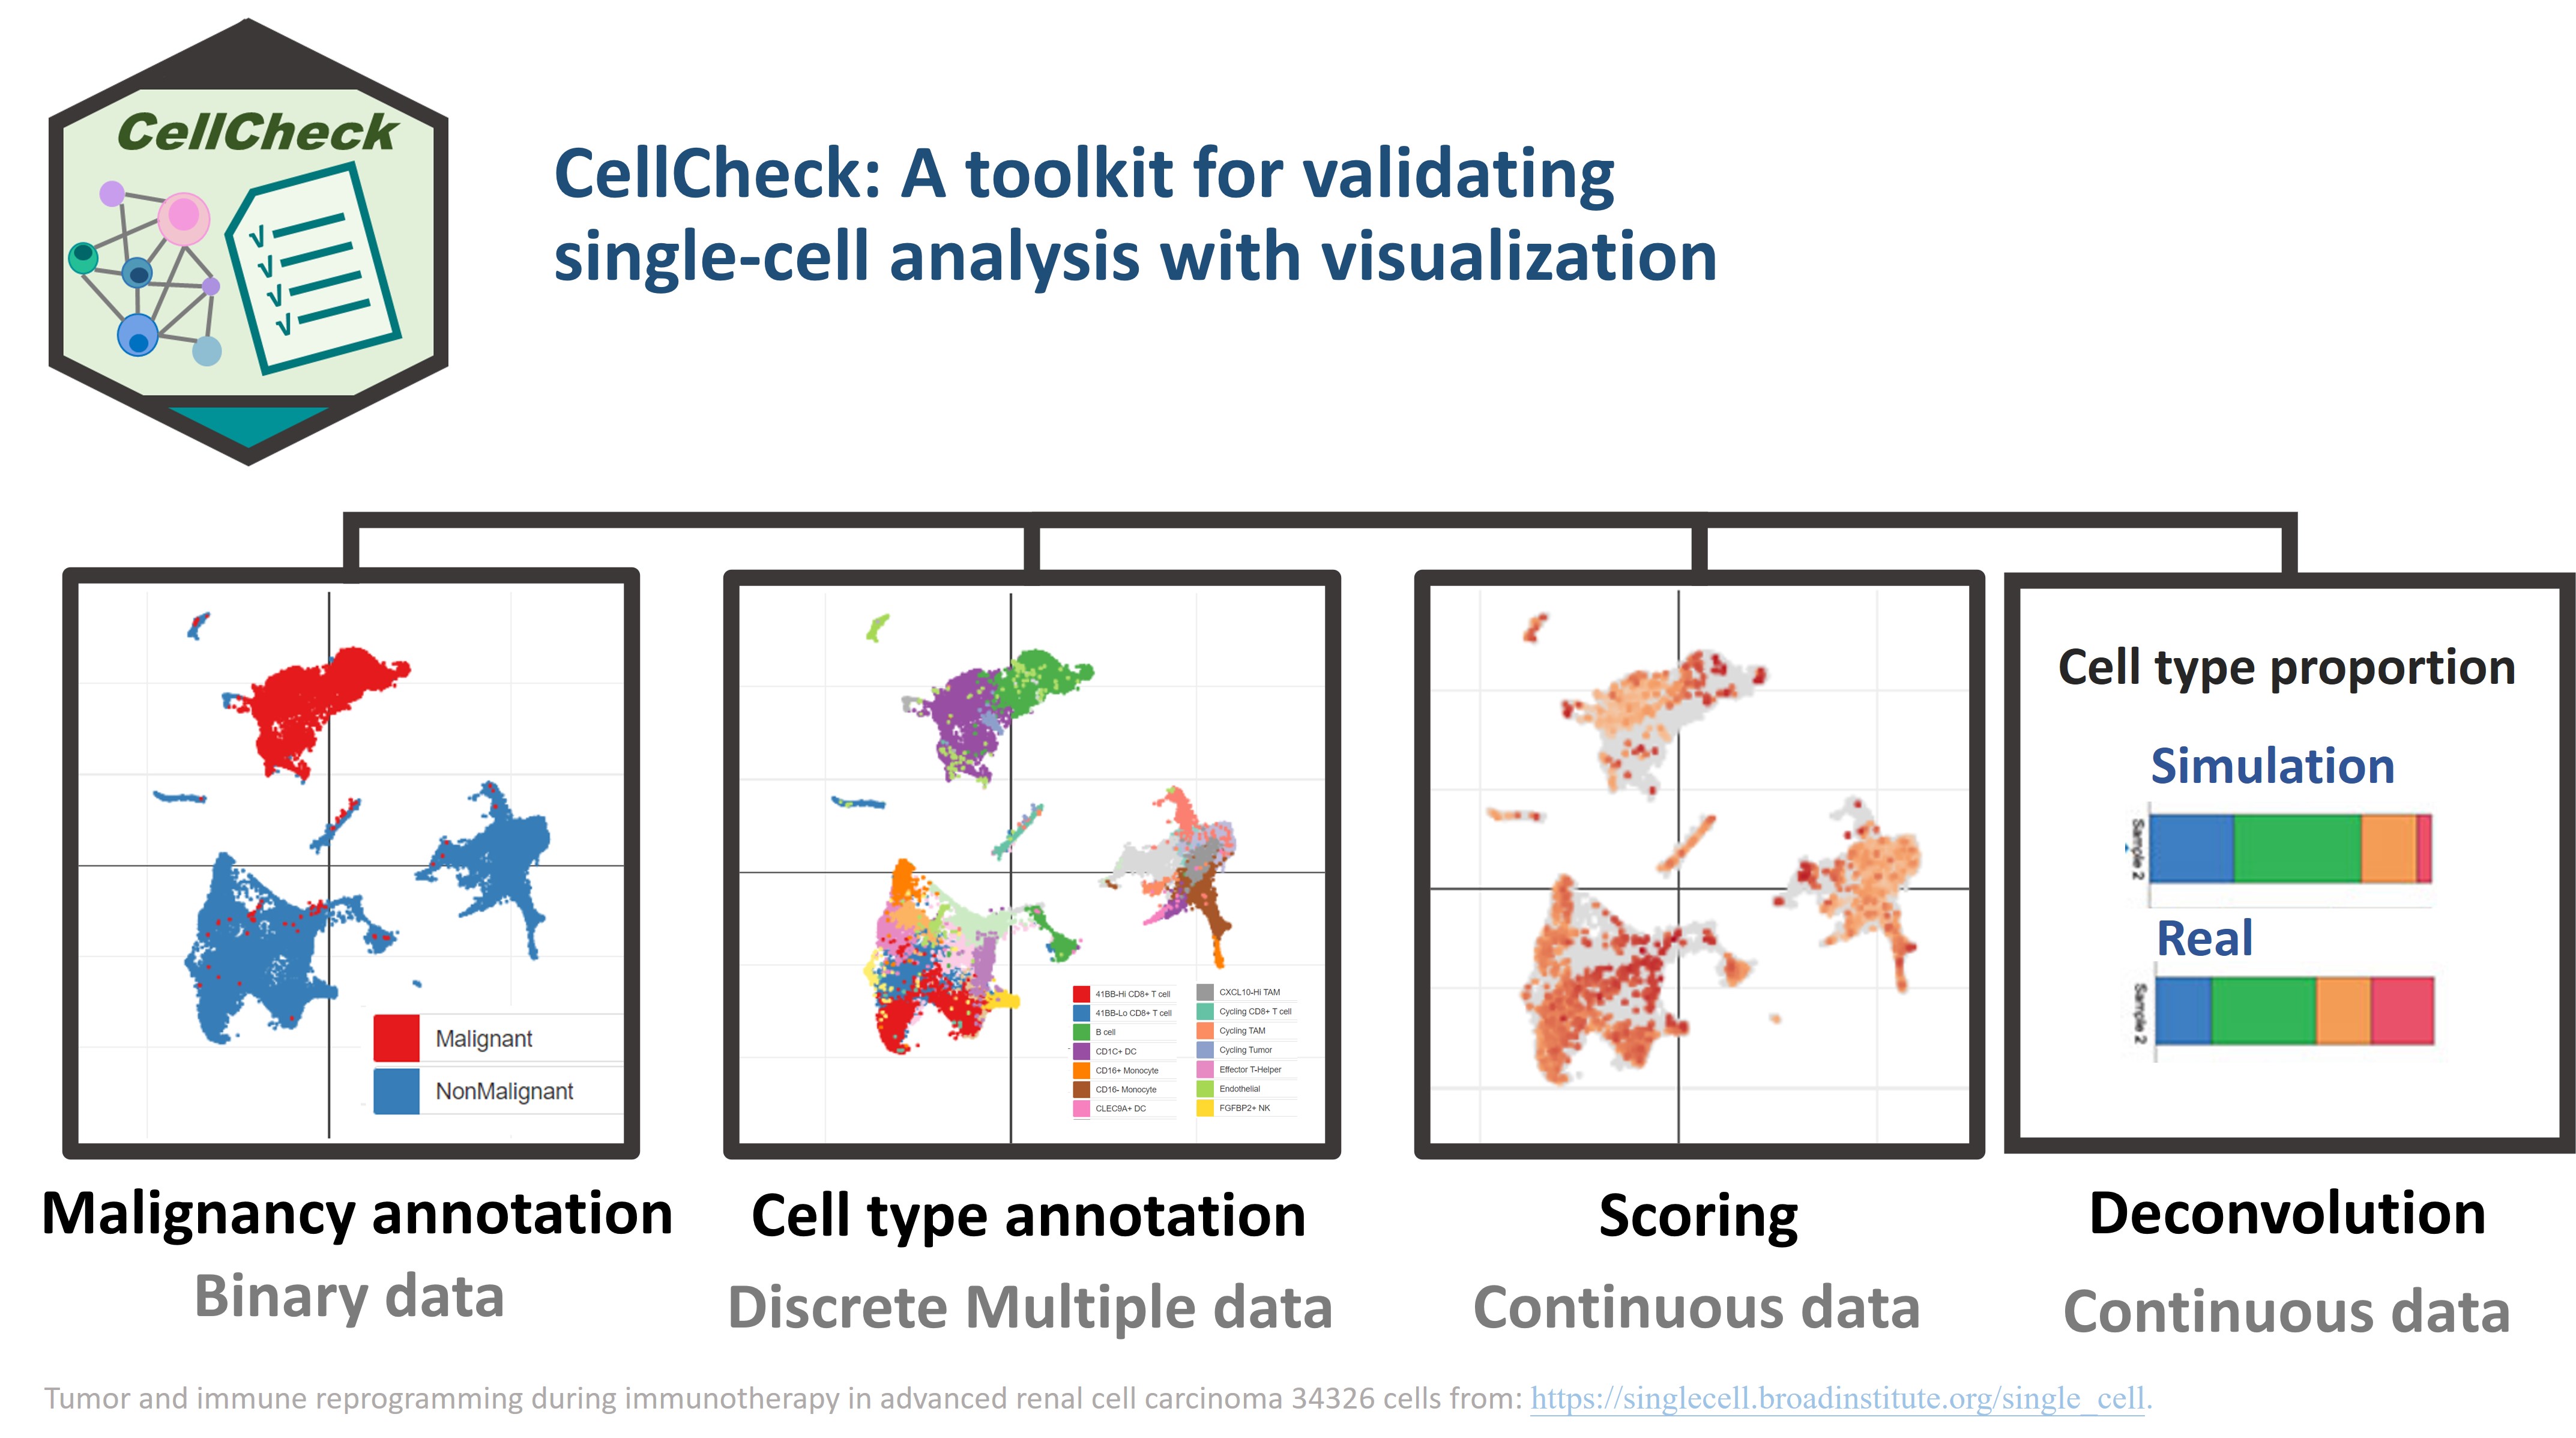 CellCheck
CellCheck: A toolkit for validating
single-cell analysis with visualization
Malignant
NonMalignant
41BB-Hi CD8+ T cell
41BB-Lo CD8+ T cell
B cell
CD1C+ DC
CD16+ Monocyte
CD16- Monocyte
CLEC9A+ DC
CXCL10-Hi TAM
Cycling CD8+ T cell
Cycling TAM
Cycling Tumor
Effector T-Helper
Endothelial
FGFBP2+ NK
Cell type proportion
Simulation
Sample 2
Real
Sample 2
Malignancy annotation
Binary data
Cell type annotation
Discrete Multiple data
Scoring
Continuous data
Deconvolution
Continuous data
Tumor and immune reprogramming during immunotherapy in advanced renal cell carcinoma 34326 cells from: https://singlecell.broadinstitute.org/single_cell.